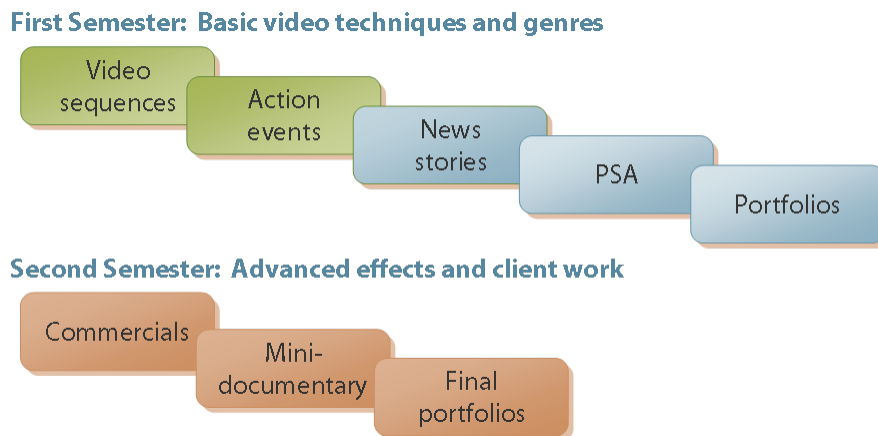 First Semester: Basic video techniques and genres
Video
sequences
Action
events
News
stories
PSA
Portfolios
Second Semester: Advanced effects and client work
Commercials
Mini-
documentary
Final
portfolios